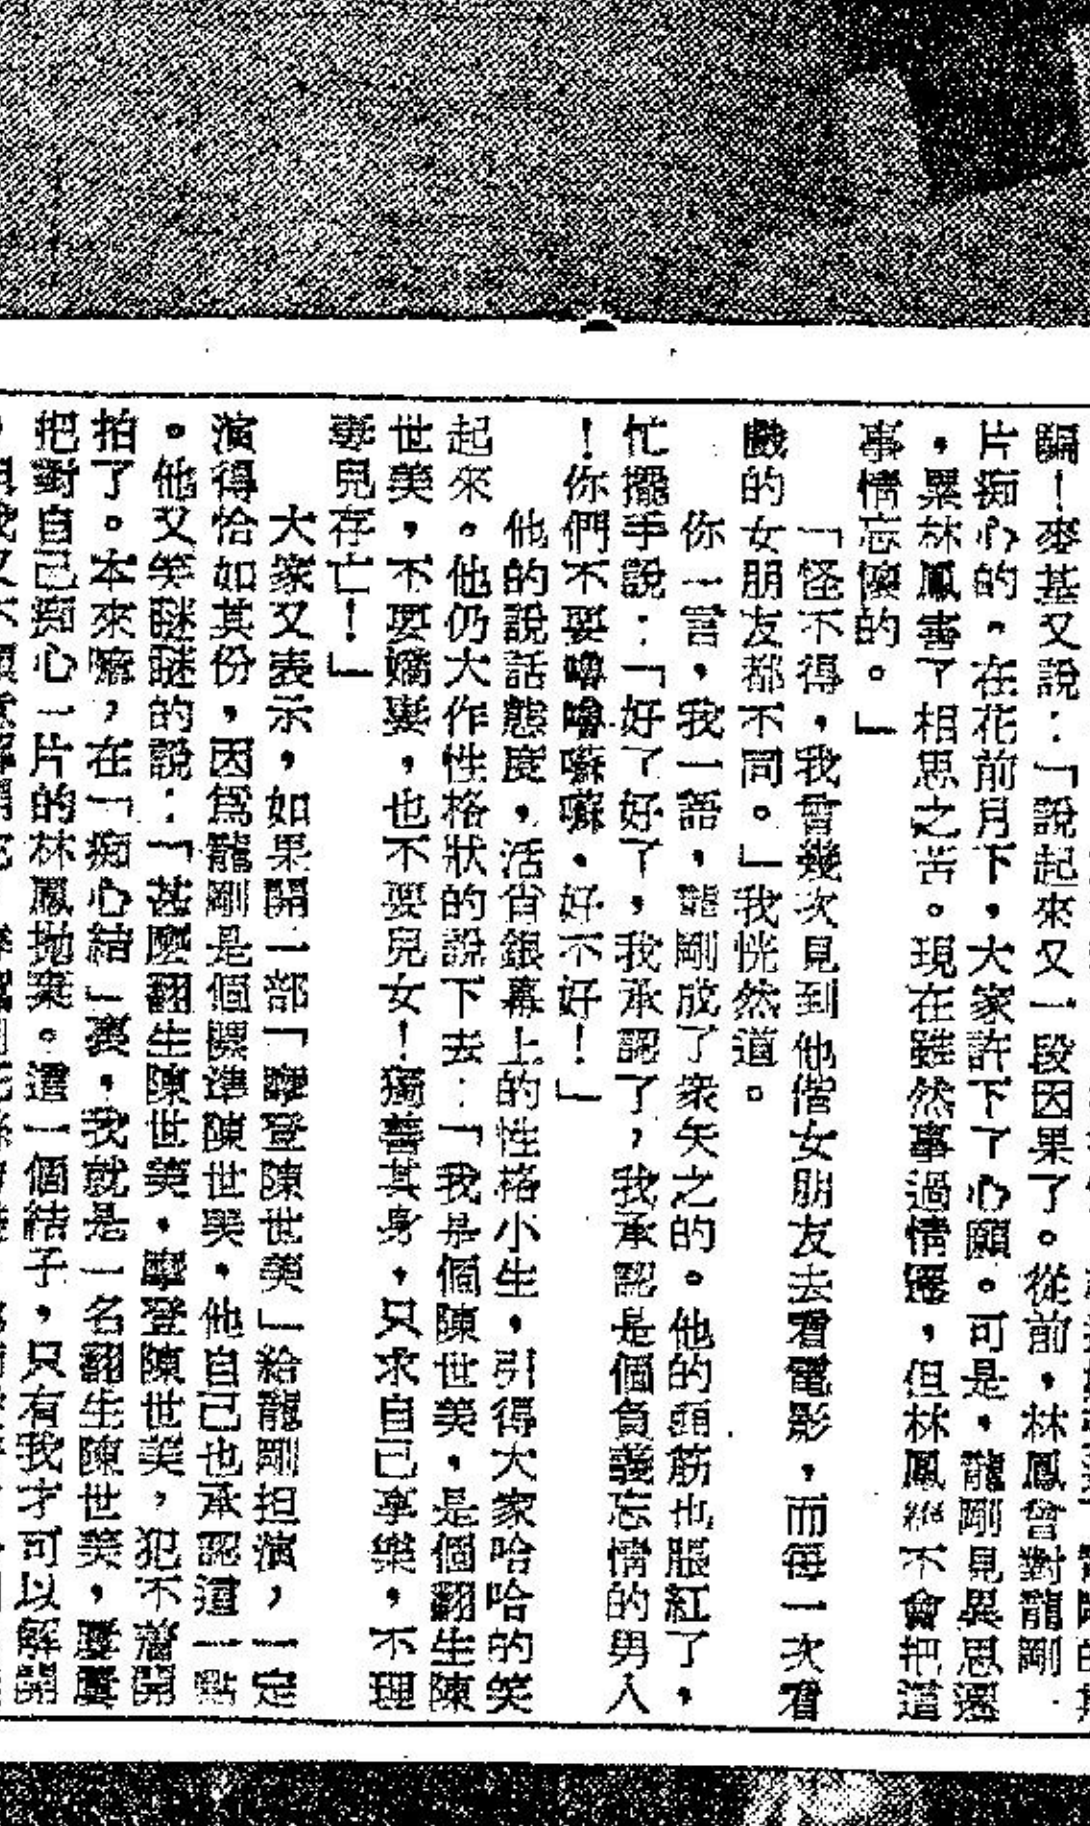 騙！麥基又說：「說起來又一段因果了。從前，林鳳曾對龍剛
片痴心的。在花前月下，大家許下了心願。可是，龍剛見異思遷
，累林鳳害了相思之苦。現在雖然事過情遷，但林鳳絕不會把這
事情忘懷的。」
「怪不得，我曾幾次見到他偕女朋友去看電影，而每一次看
戲的女朋友都不同。」我恍然道。
你一言，我一語，龍剛成了衆矢之的。他的頭筋也脹紅了，
忙擺手說：「好了好了，我承認了，我承認是個負義忘情的男人
！你們不要嚕嚕囌囌，好不好！」
他的說話態度，活省銀幕上的性格小生，引得大家哈哈的笑
起來。他仍大作性格狀的說下去：「我是個陳世美，是個翻生陳
世美，不要嬌妻，也不要兒女！獨善其身，只求自己享樂，不理
妻兒存亡！」
大家又表示，如果開一部「摩登陳世美」給龍剛担演，一定
演得恰如其份，因爲龍剛是個標準陳世美，他自己也承認這一點
。他又笑瞇瞇的說：「甚麼翻生陳世美，摩登陳世美，犯不着開
拍了。本來嘛，在「痴心結」裏，我就是一名翻生陳世美，
把對自己痴心一片的林鳳拋棄。這一個結子，只有我才可以解開